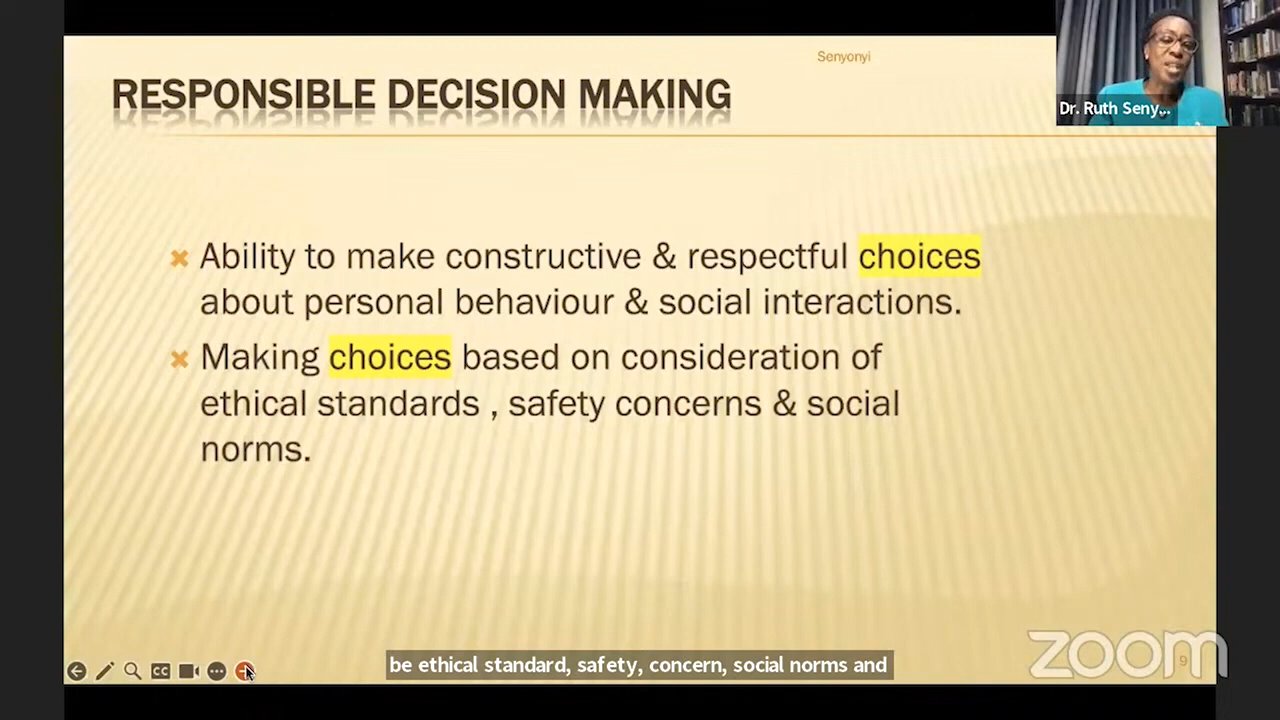 Senyonyi
RESPONSIBLE DECISION MAKING
Dr. Ruth Seny...
Ability to make constructive & respectful choices
about personal behaviour & social interactions.
Making choices based on consideration of
ethical standards , safety concerns & social
norms.
CC
be ethical standard, safety, concern, social norms and
zoom
9